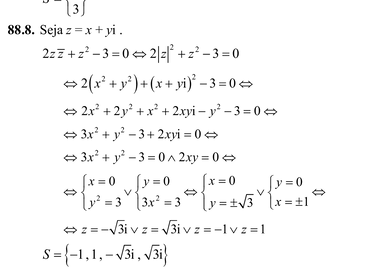 {3}
88.8. Seja z = x + yi .
2z z̅ + z² − 3 = 0 ⇔ 2|z|² + z² − 3 = 0
⇔ 2(x² + y²) + (x + yi)² − 3 = 0 ⇔
⇔ 2x² + 2y² + x² + 2xyi − y² − 3 = 0 ⇔
⇔ 3x² + y² − 3 + 2xyi = 0 ⇔
⇔ 3x² + y² − 3 = 0 ∧ 2xy = 0 ⇔
⇔ {x = 0 y² = 3 ∨ {y = 0 3x² = 3 ⇔ {x = 0 y = ±√3 ∨ {y = 0 x = ±1 ⇔
⇔ z = −√3i ∨ z = √3i ∨ z = −1 ∨ z = 1
S = {−1, 1, −√3i, √3i}